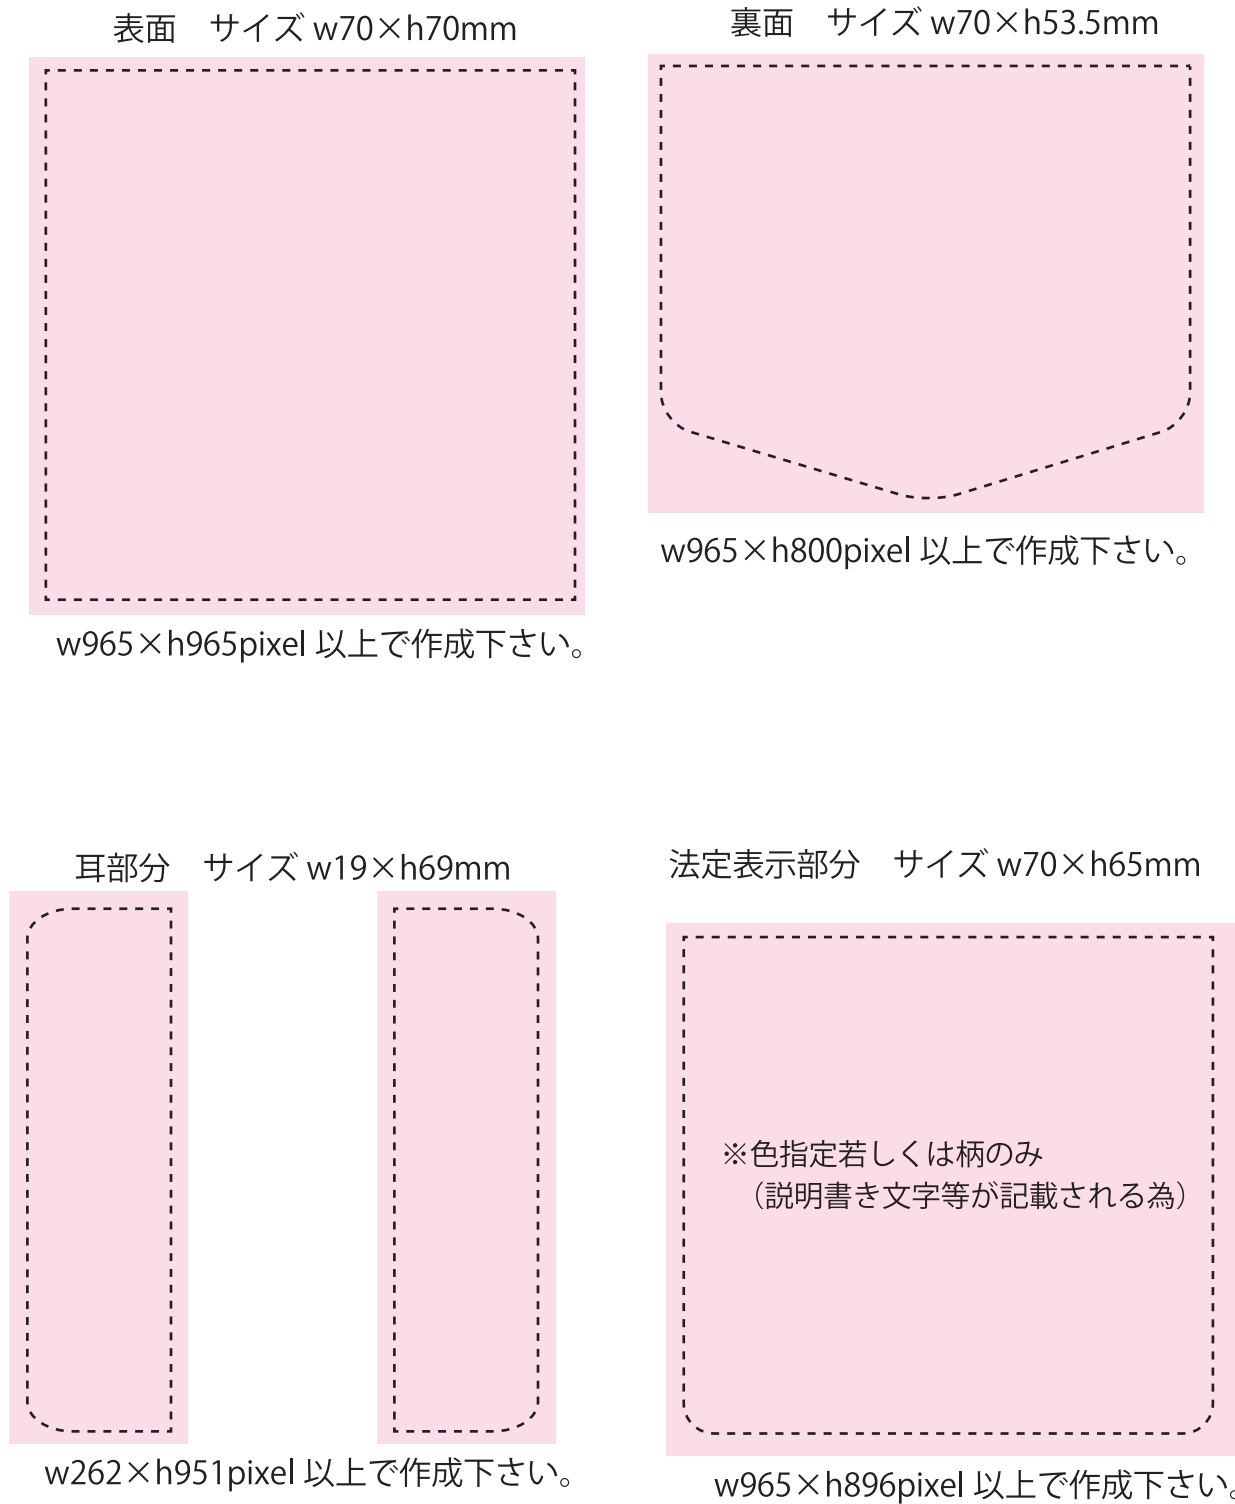 表面　サイズ w70×h70mm
裏面　サイズ w70×h53.5mm
w965×h800pixel 以上で作成下さい。
w965×h965pixel 以上で作成下さい。
耳部分　サイズ w19×h69mm
法定表示部分　サイズ w70×h65mm
※色指定若しくは柄のみ
（説明書き文字等が記載される為）
w262×h951pixel 以上で作成下さい。
w965×h896pixel 以上で作成下さい。